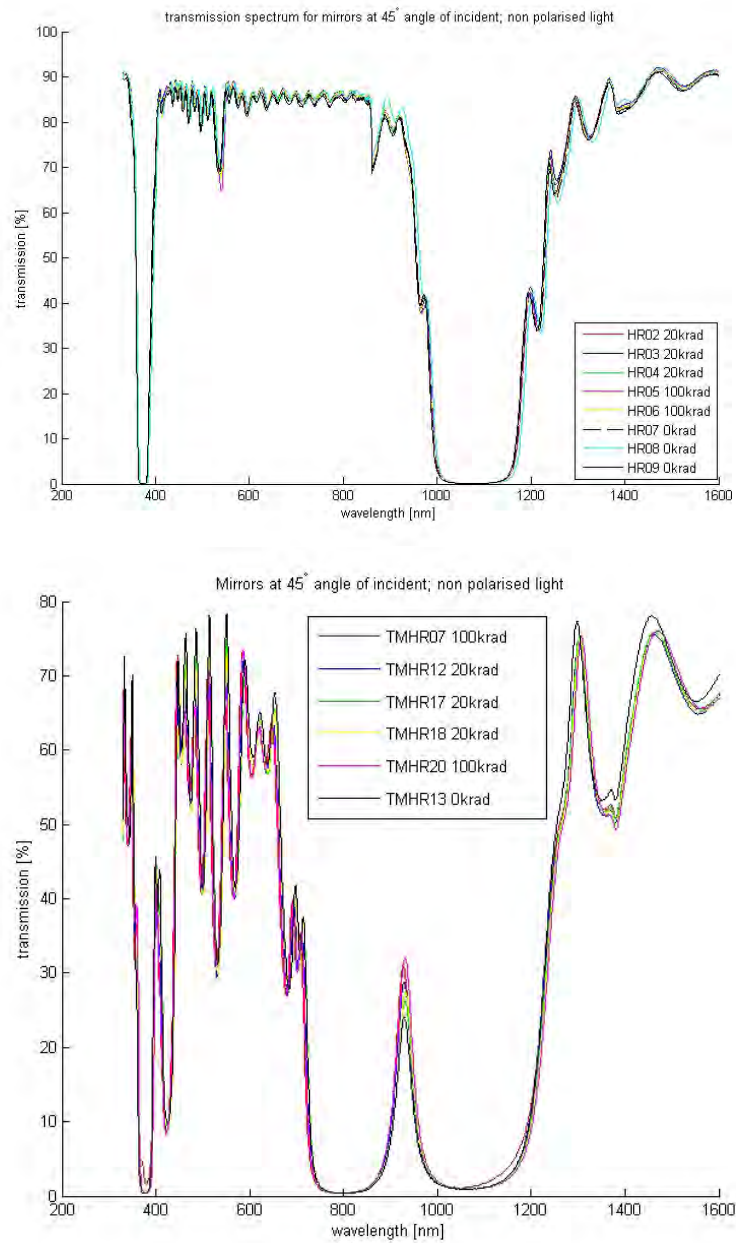 transmission spectrum for mirrors at 45° angle of incident; non polarised light
100
90
80
70
60
50
40
30
20
10
0
transmission [%]
HR02 20krad
HR03 20krad
HR04 20krad
HR05 100krad
HR06 100krad
HR07 0krad
HR08 0krad
HR09 0krad
200 400 600 800 1000 1200 1400 1600
wavelength [nm]
Mirrors at 45° angle of incident; non polarised light
80
70
60
50
40
30
20
10
0
transmission [%]
TMHR07 100krad
TMHR12 20krad
TMHR17 20krad
TMHR18 20krad
TMHR20 100krad
TMHR13 0krad
200 400 600 800 1000 1200 1400 1600
wavelength [nm]